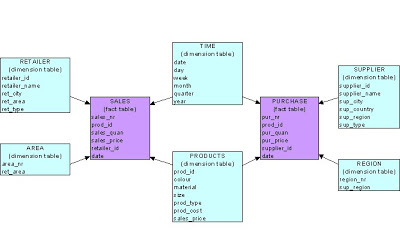 RETAILER
(dimension table)
retailer_id
retailer_name
ret_city
ret_area
ret_type
AREA
(dimension table)
area_nr
ret_area
SALES
(fact table)
sales_nr
prod_id
sales_quan
sales_price
retailer_id
date
TIME
(dimension table)
date
day
week
month
quarter
year
PRODUCTS
(dimension table)
prod_id
colour
material
size
prod_type
prod_cost
sales_price
PURCHASE
(fact table)
pur_nr
prod_id
pur_quan
pur_price
supplier_id
date
SUPPLIER
(dimension table)
supplier_id
supplier_name
sup_city
sup_country
sup_region
sup_type
REGION
(dimension table)
region_nr
sup_region